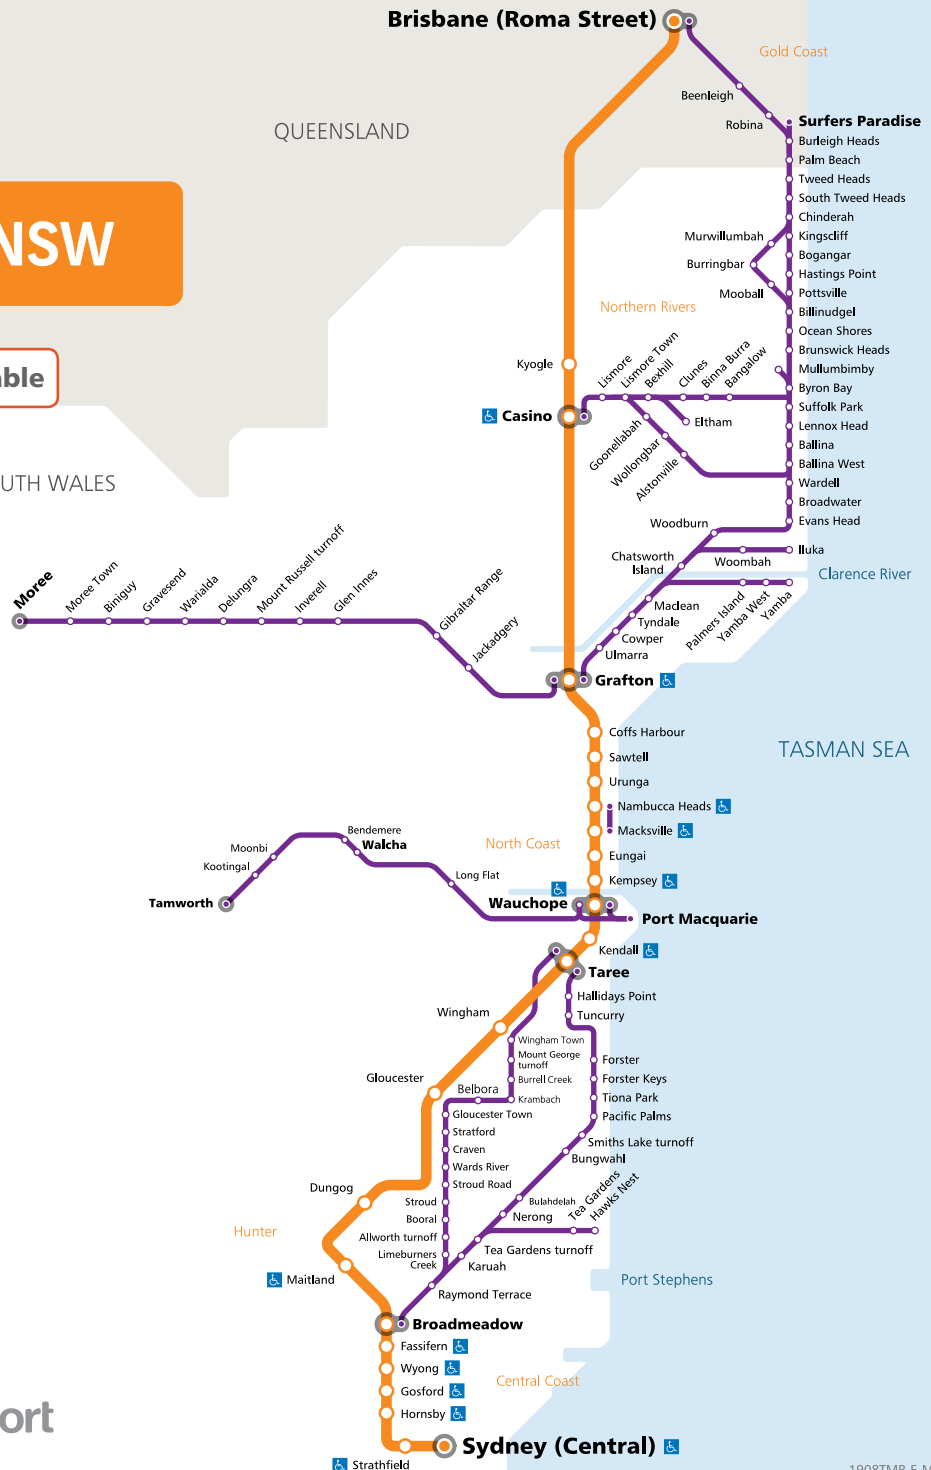 Brisbane (Roma Street)
Gold Coast
Beenleigh
Robina
Surfers Paradise
QUEENSLAND
Burleigh Heads
Palm Beach
Tweed Heads
South Tweed Heads
Chinderah
NSW
Murwillumbah
Kingscliff
Bogangar
Burringbar
Hastings Point
Mooball
Pottsville
Northern Rivers
Billinudgel
Ocean Shores
Brunswick Heads
Kyogle
Lismore
Lismore Town
Bexhill
Clunes
Binna Burra
Bangalow
Mullumbimby
able
Byron Bay
Suffolk Park
Casino
Eltham
Lennox Head
Goonellabah
Wollongbar
Alstonville
Ballina
Ballina West
UTH WALES
Wardell
Broadwater
Woodburn
Evans Head
Chatsworth
Island
Iluka
Woombah
Clarence River
Moree
Moree Town
Biniguy
Gravesend
Warialda
Delungra
Mount Russell turnoff
Inverell
Glen Innes
Gibraltar Range
Jackadgery
Maclean
Tyndale
Cowper
Ulmarra
Palmers Island
Yamba West
Yamba
Grafton
Coffs Harbour
TASMAN SEA
Sawtell
Urunga
Nambucca Heads
Macksville
North Coast
Bendemere
Walcha
Moonbi
Kootingal
Eungai
Long Flat
Kempsey
Tamworth
Wauchope
Port Macquarie
Kendall
Taree
Hallidays Point
Wingham
Tuncurry
Wingham Town
Mount George
turnoff
Forster
Gloucester
Burrell Creek
Forster Keys
Belbora
Krambach
Tiona Park
Gloucester Town
Pacific Palms
Stratford
Smiths Lake turnoff
Craven
Bungwahl
Wards River
Stroud Road
Dungog
Stroud
Bulahdelah
Tea Gardens
Hawks Nest
Booral
Nerong
Hunter
Allworth turnoff
Tea Gardens turnoff
Limeburners
Creek
Karuah
Maitland
Port Stephens
Raymond Terrace
Broadmeadow
Fassifern
Wyong
Central Coast
Gosford
Hornsby
ort
Sydney (Central)
Strathfield